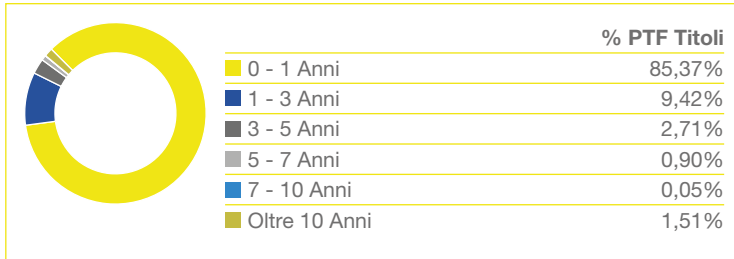 % PTF Titoli
0 - 1 Anni 85,37%
1 - 3 Anni 9,42%
3 - 5 Anni 2,71%
5 - 7 Anni 0,90%
7 - 10 Anni 0,05%
Oltre 10 Anni 1,51%